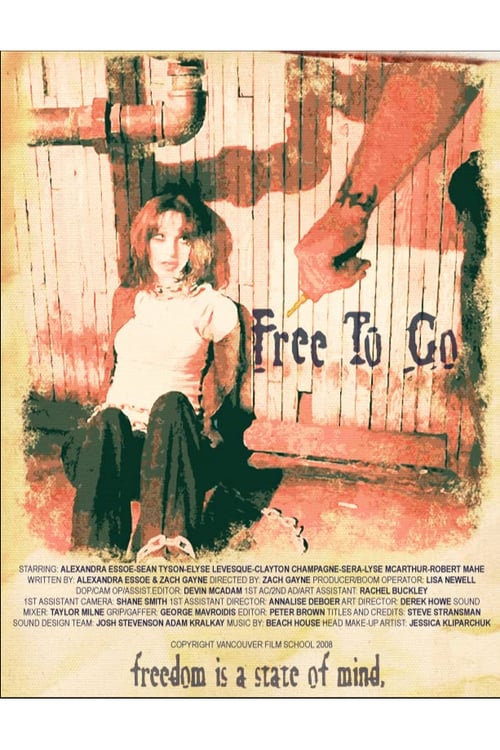 Free To Go
STARRING: ALEXANDRA ESSOE-SEAN TYSON-ELYSE LEVESQUE-CLAYTON CHAMPAGNE-SERA-LYSE MCARTHUR-ROBERT MAHE
WRITTEN BY: ALEXANDRA ESSOE & ZACH GAYNE DIRECTED BY: ZACH GAYNE PRODUCER/BOOM OPERATOR: LISA NEWELL
DOP/CAM OP/ASSIST.EDITOR: DEVIN MCADAM 1ST AC/2ND AD/ART ASSISTANT: RACHEL BUCKLEY
1ST ASSISTANT CAMERA: SHANE SMITH 1ST ASSISTANT DIRECTOR: ANNALISE DEBOER ART DIRECTOR: DEREK HOWE SOUND
MIXER: TAYLOR MILNE GRIP/GAFFER: GEORGE MAVRODIS EDITOR: PETER BROWN TITLES AND CREDITS: STEVE STRANSMAN
SOUND DESIGN TEAM: JOSH STEVENSON ADAM KRALKAY MUSIC BY: BEACH HOUSE HEAD MAKE-UP ARTIST: JESSICA KLIPARCHUK
COPYRIGHT VANCOUVER FILM SCHOOL 2008
freedom is a state of mind.